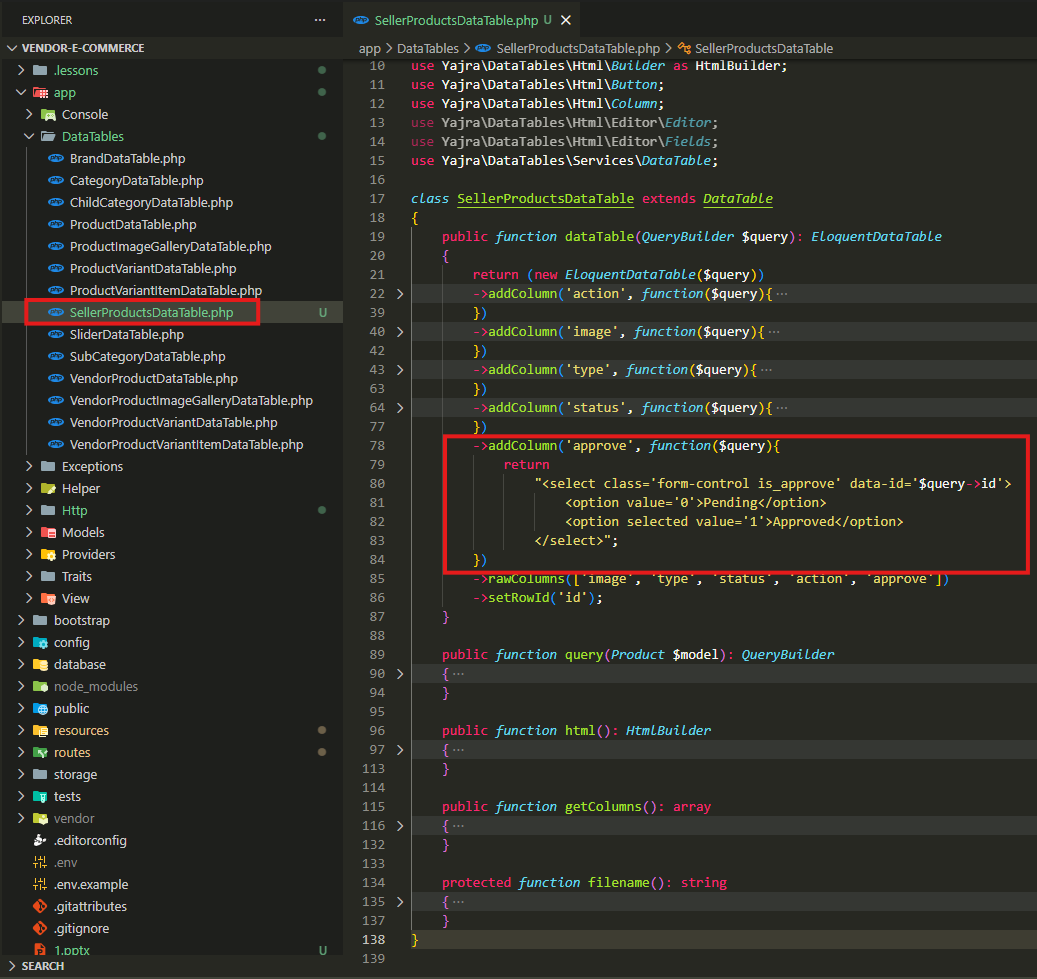 EXPLORER
···
VENDOR-E-COMMERCE
.lessons
app
Console
DataTables
BrandDataTable.php
CategoryDataTable.php
ChildCategoryDataTable.php
ProductDataTable.php
ProductImageGalleryDataTable.php
ProductVariantDataTable.php
ProductVariantItemDataTable.php
SellerProductsDataTable.php U
SliderDataTable.php
SubCategoryDataTable.php
VendorProductDataTable.php
VendorProductImageGalleryDataTable.php
VendorProductVariantDataTable.php
VendorProductVariantItemDataTable.php
Exceptions
Helper
Http
Models
Providers
Traits
View
bootstrap
config
database
node_modules
public
resources
routes
storage
tests
vendor
.editorconfig
.env
.env.example
.gitattributes
.gitignore
1.pptx U
SEARCH
SellerProductsDataTable.php U
app > DataTables > SellerProductsDataTable.php > SellerProductsDataTable
10 use Yajra\DataTables\Html\Builder as HtmlBuilder;
11 use Yajra\DataTables\Html\Button;
12 use Yajra\DataTables\Html\Column;
13 use Yajra\DataTables\Html\Editor\Editor;
14 use Yajra\DataTables\Html\Editor\Fields;
15 use Yajra\DataTables\Services\DataTable;
16
17 class SellerProductsDataTable extends DataTable
18 {
19 public function dataTable(QueryBuilder $query): EloquentDataTable
20 {
21 return (new EloquentDataTable($query))
22 ->addColumn('action', function($query){ ···
39 })
40 ->addColumn('image', function($query){ ···
42 })
43 ->addColumn('type', function($query){ ···
63 })
64 ->addColumn('status', function($query){ ···
77 })
78 ->addColumn('approve', function($query){
79 return
80 "<select class='form-control is_approve' data-id='$query->id'>
81 <option value='0'>Pending</option>
82 <option selected value='1'>Approved</option>
83 </select>";
84 })
85 ->rawColumns(['image', 'type', 'status', 'action', 'approve'])
86 ->setRowId('id');
87 }
88
89 public function query(Product $model): QueryBuilder
90 { ···
94 }
95
96 public function html(): HtmlBuilder
97 { ···
113 }
114
115 public function getColumns(): array
116 { ···
132 }
133
134 protected function filename(): string
135 { ···
137 }
138 }
139